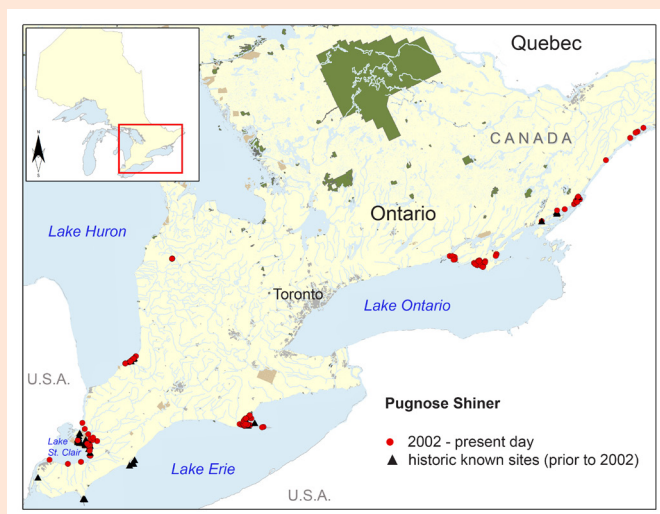 Quebec
CANADA
Ontario
Lake Huron
Toronto
Lake Ontario
U.S.A.
Lake
St. Clair
Lake Erie
U.S.A.
Pugnose Shiner
2002 - present day
historic known sites (prior to 2002)